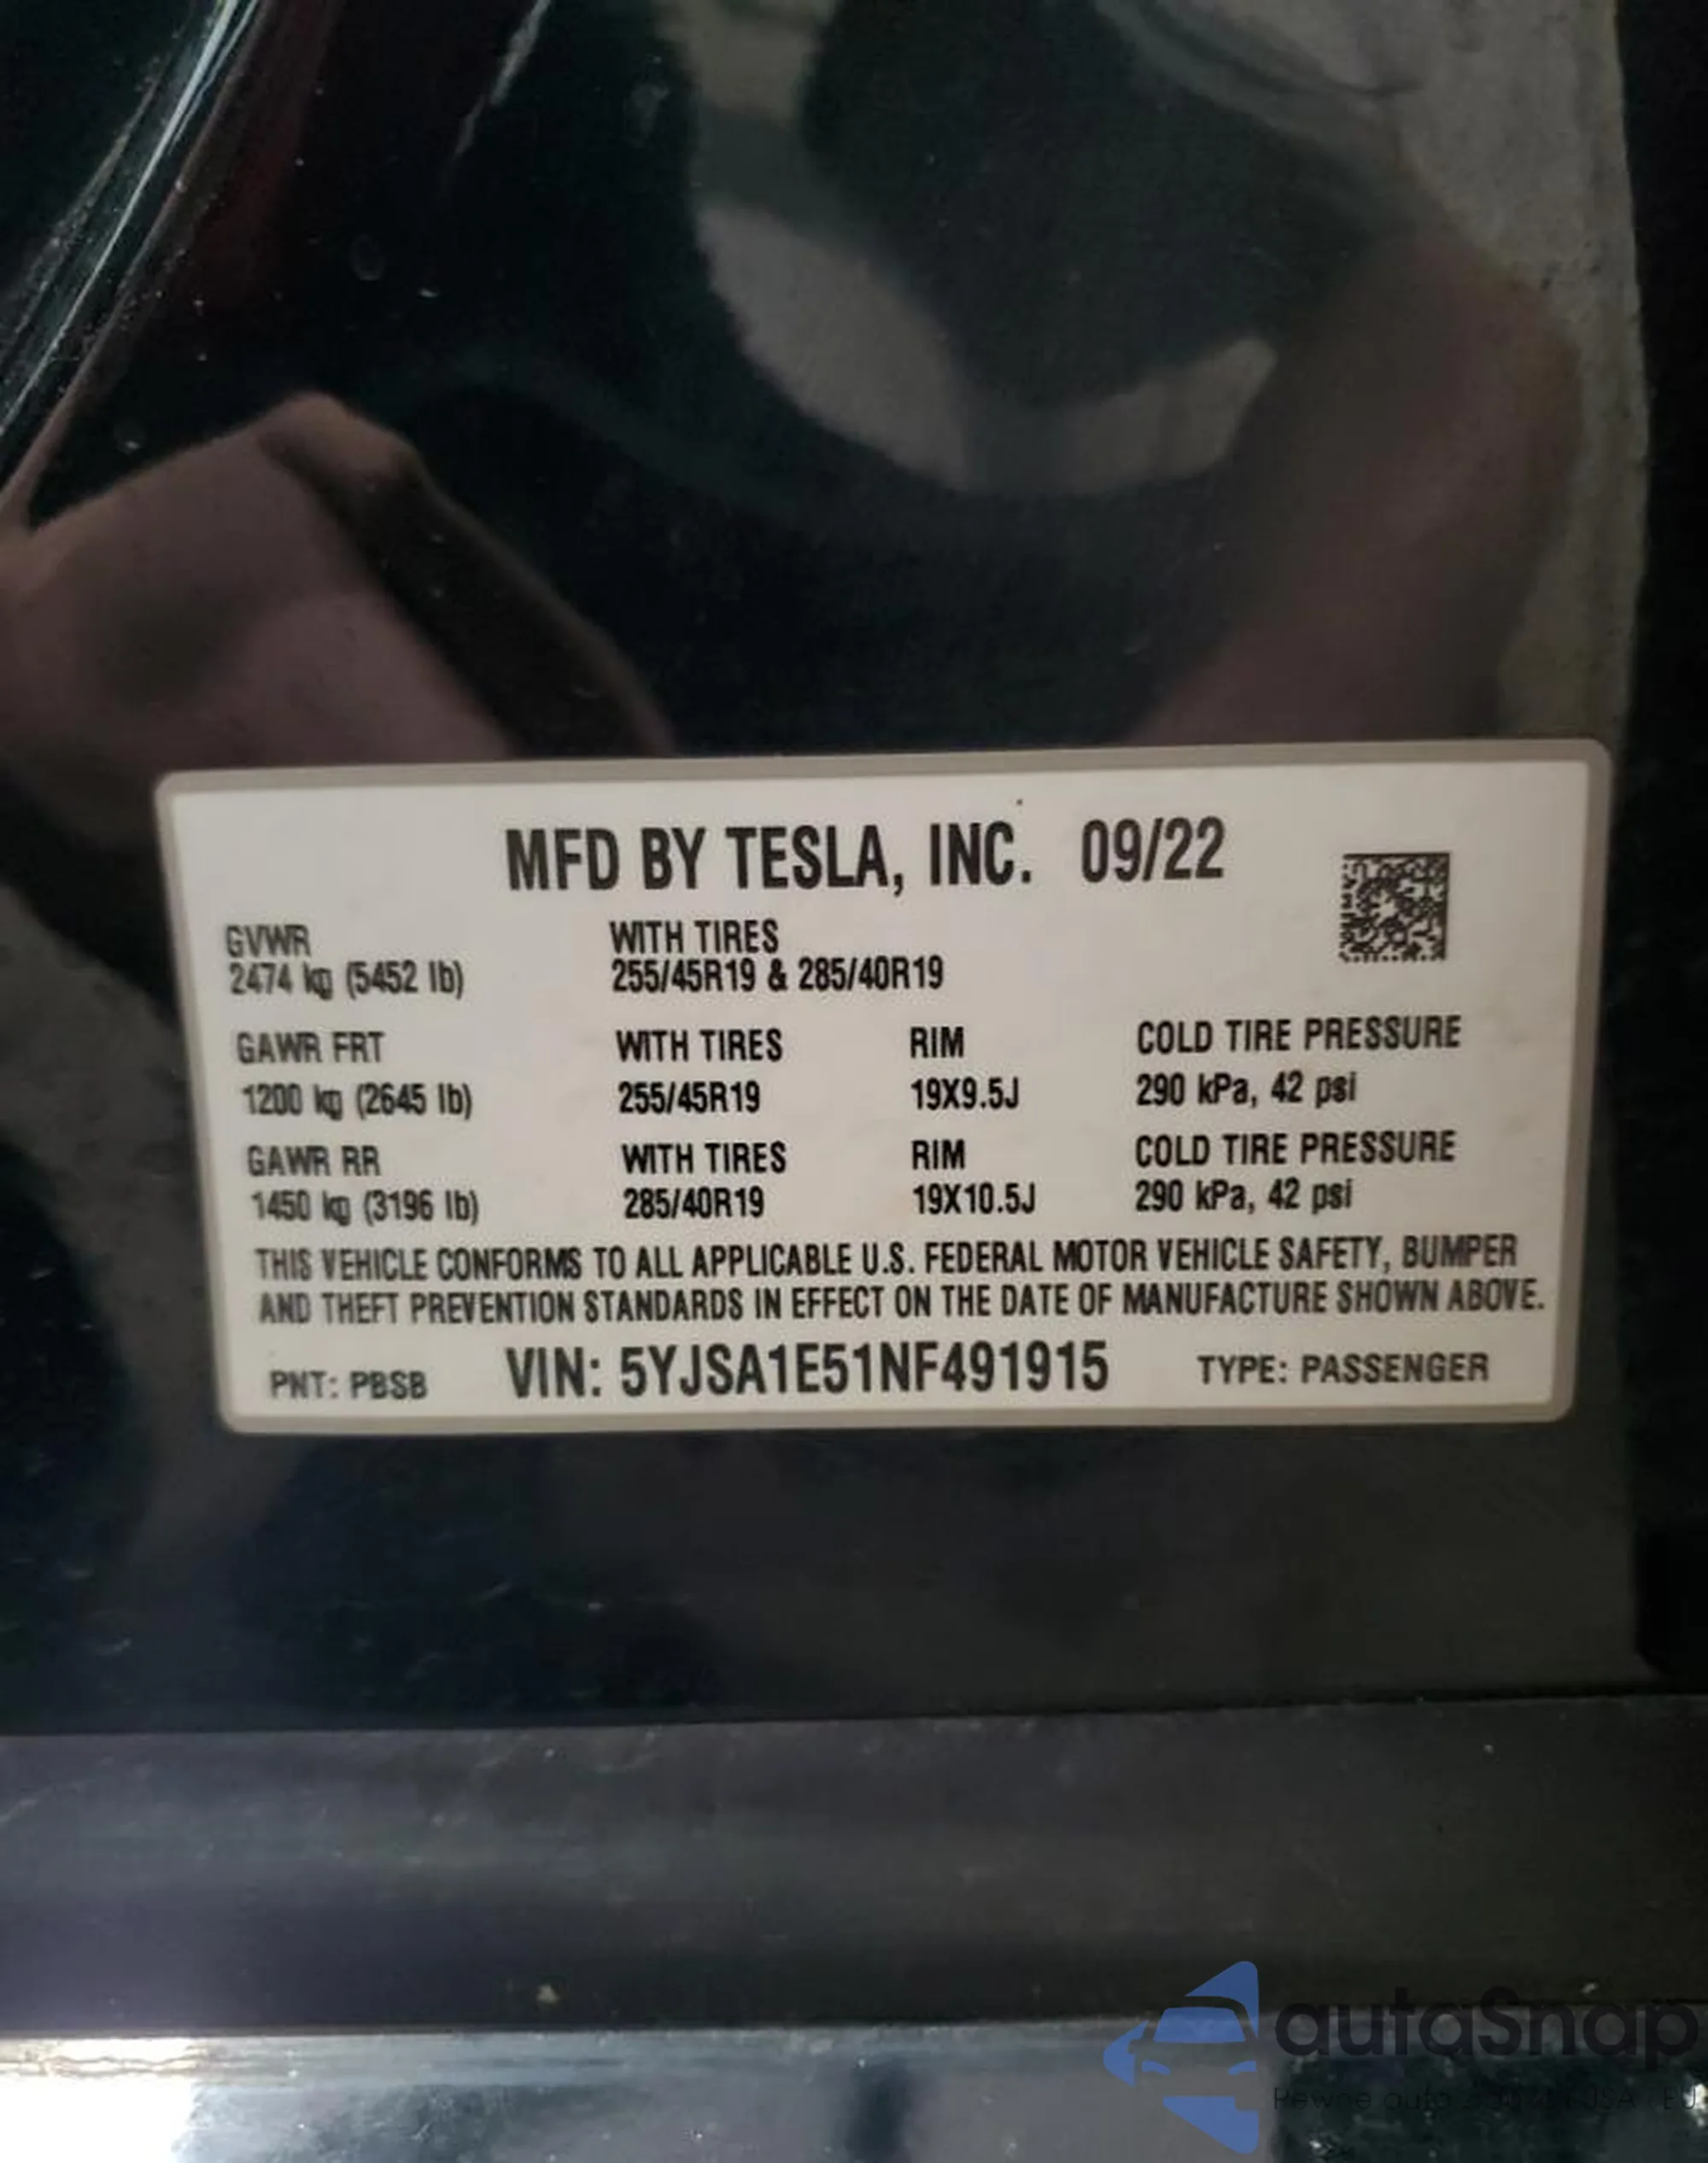 MFD BY TESLA, INC. 09/22
GVWR WITH TIRES
2474 kg (5452 lb) 255/45R19 & 285/40R19
GAWR FRT WITH TIRES RIM COLD TIRE PRESSURE
1200 kg (2645 lb) 255/45R19 19X9.5J 290 kPa, 42 psi
GAWR RR WITH TIRES RIM COLD TIRE PRESSURE
1450 kg (3196 lb) 285/40R19 19X10.5J 290 kPa, 42 psi
THIS VEHICLE CONFORMS TO ALL APPLICABLE U.S. FEDERAL MOTOR VEHICLE SAFETY, BUMPER
AND THEFT PREVENTION STANDARDS IN EFFECT ON THE DATE OF MANUFACTURE SHOWN ABOVE.
PNT: PBSB VIN: 5YJSA1E51NF491915 TYPE: PASSENGER
autaSnap
Pewne auto